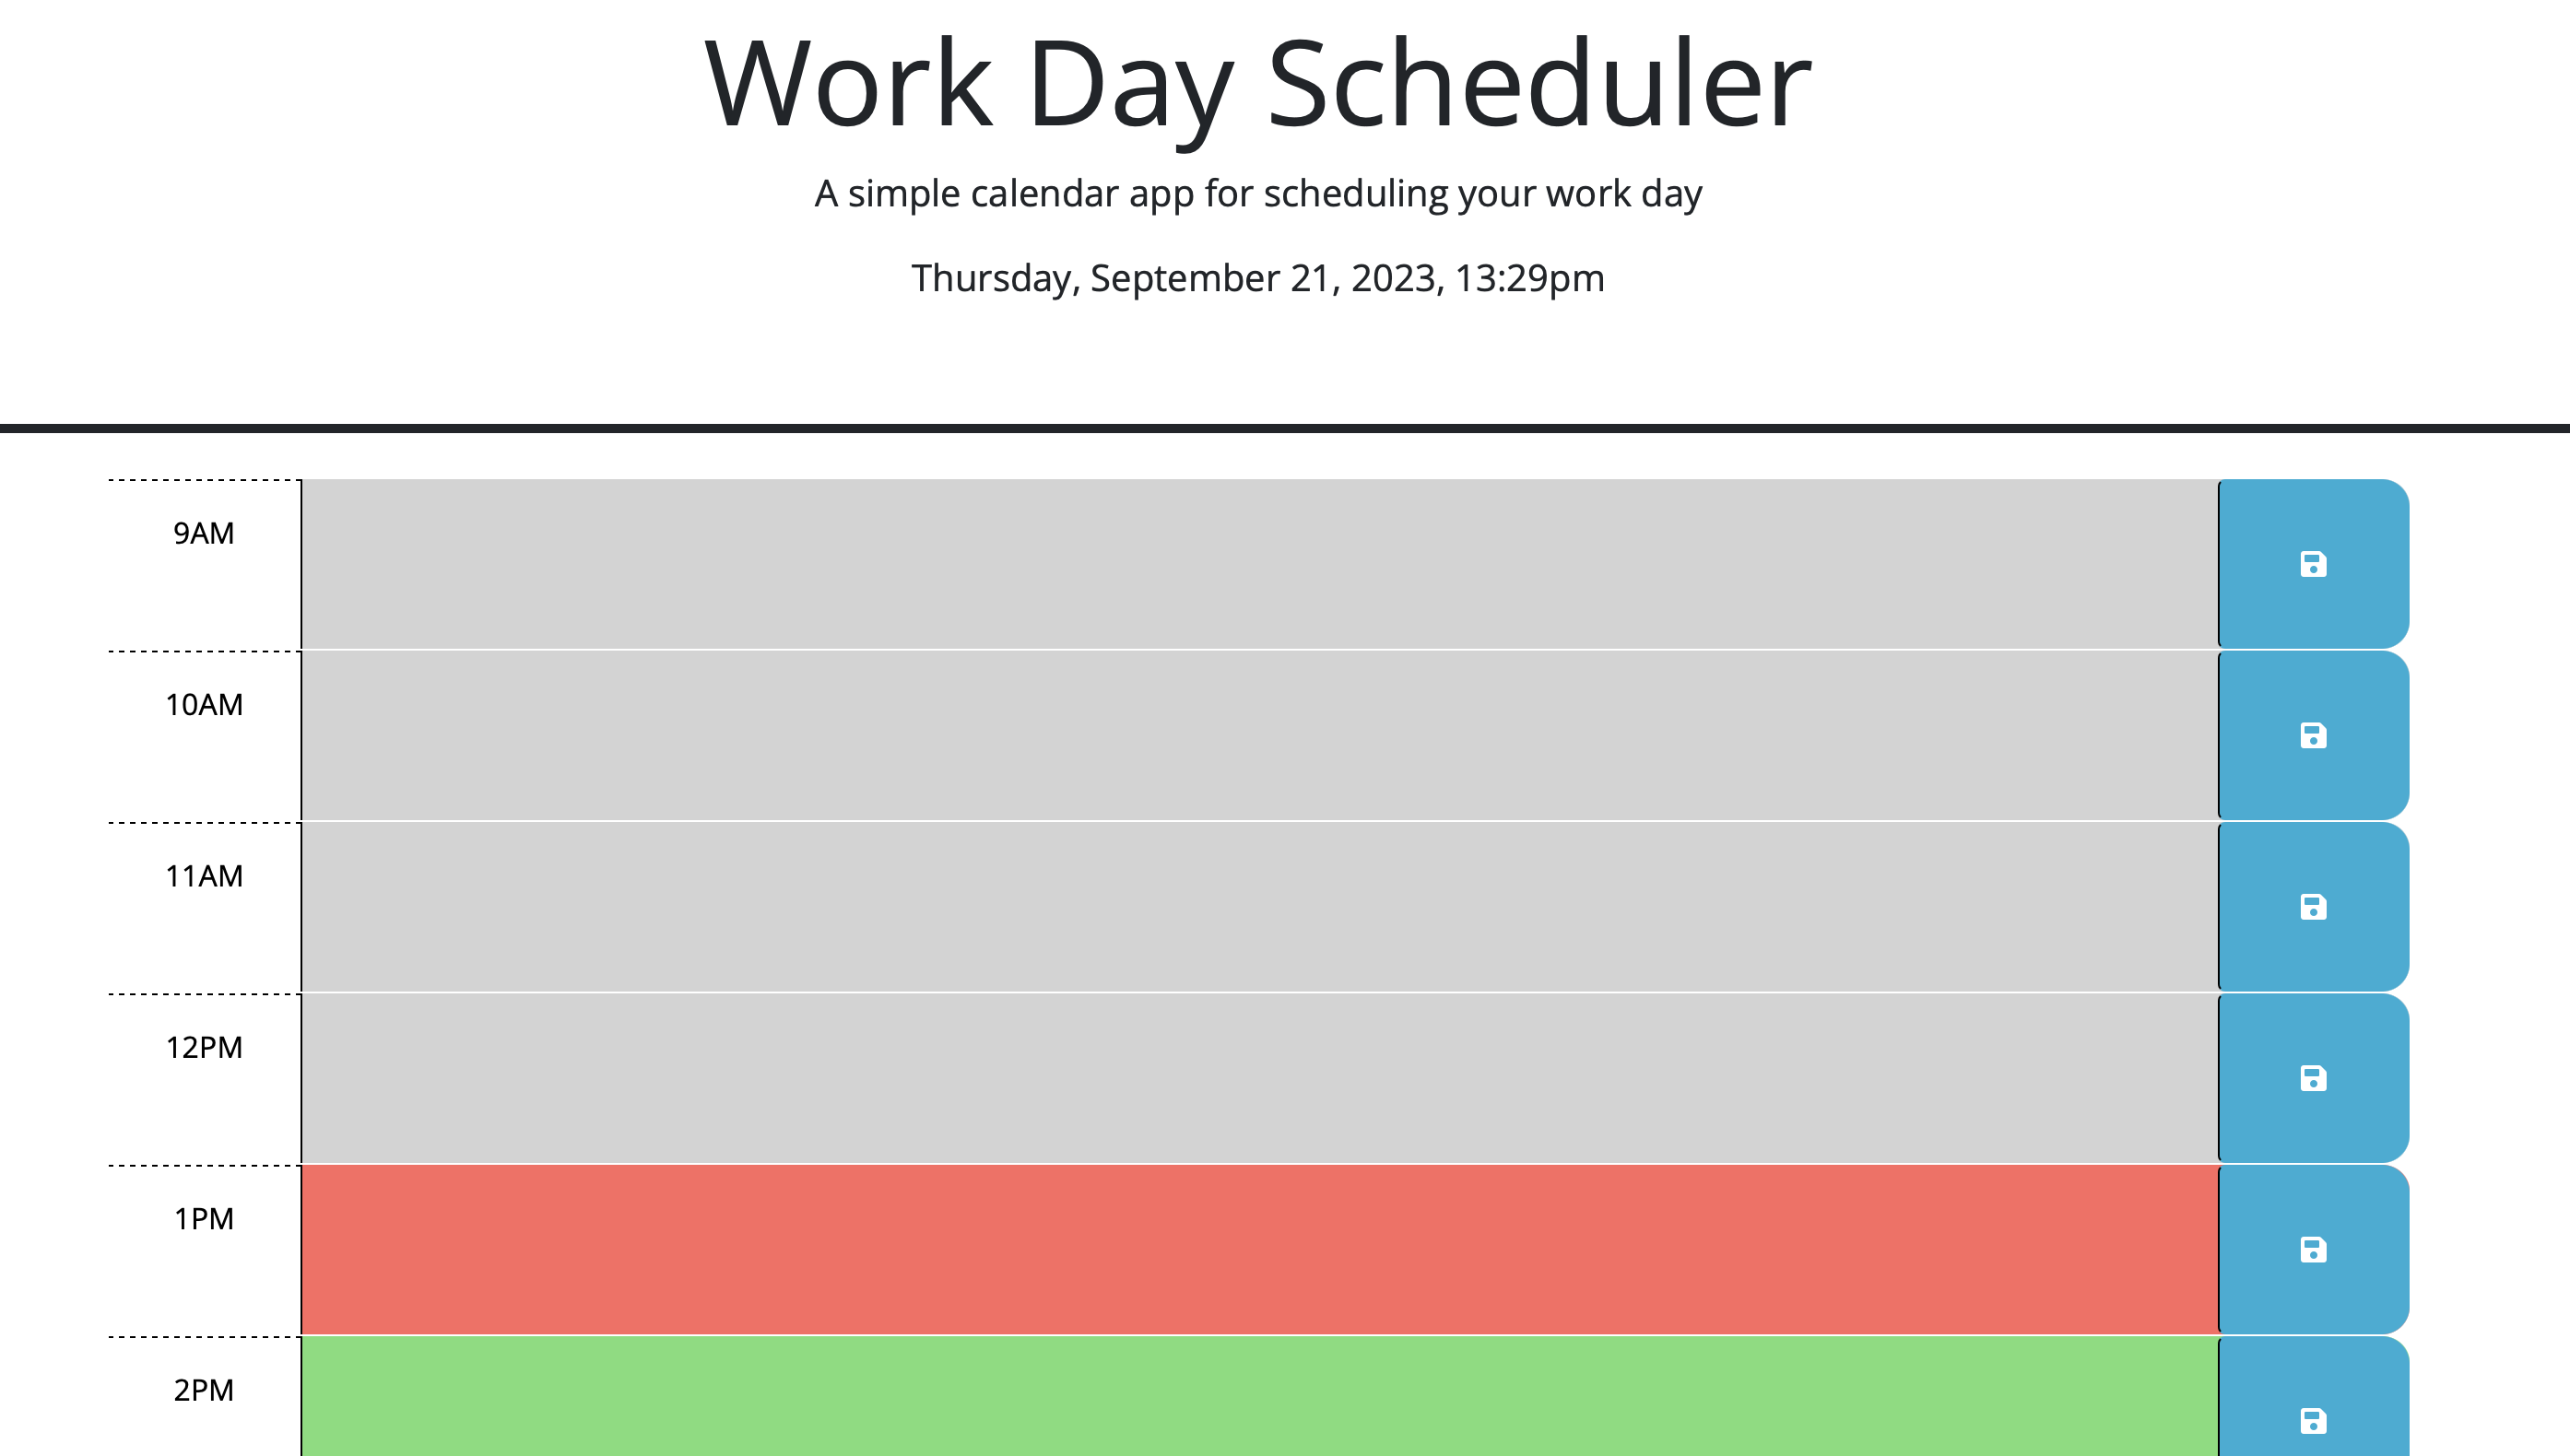 Work Day Scheduler
A simple calendar app for scheduling your work day
Thursday, September 21, 2023, 13:29pm
9AM
10AM
11AM
12PM
1PM
2PM